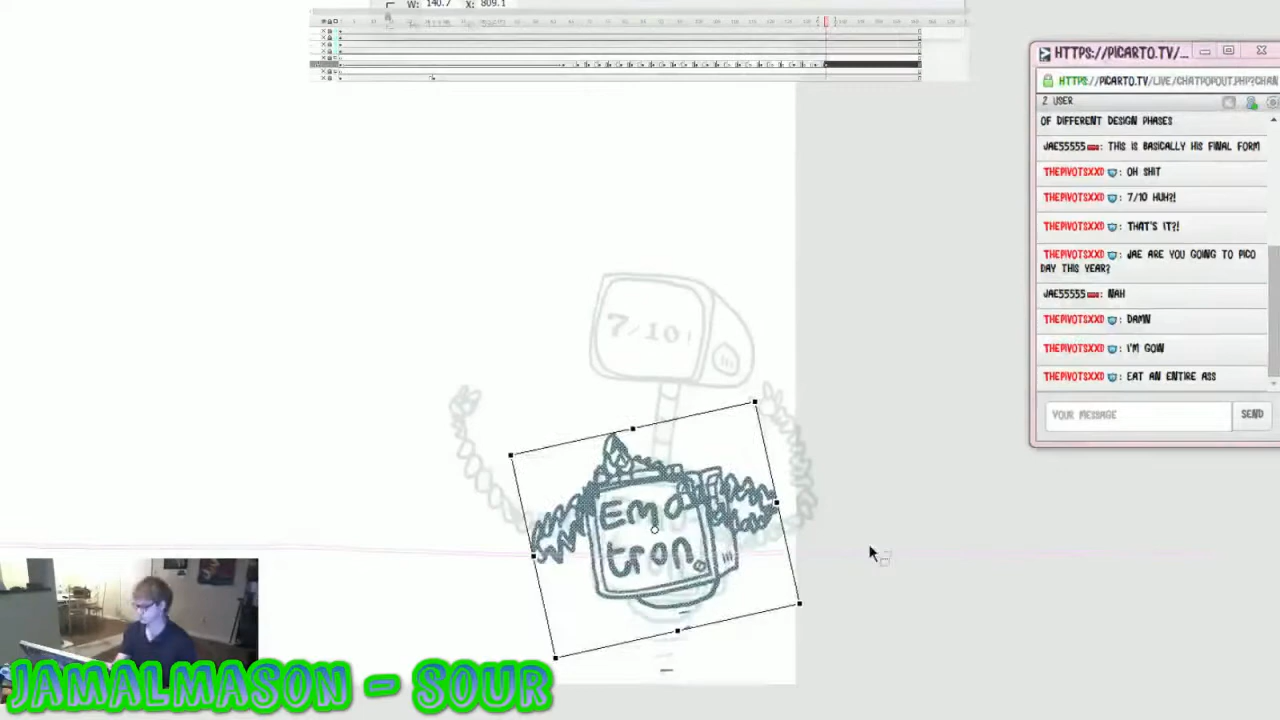 W: 140.7 X: 809.1
HTTPS://PICARTO.TV/...
HTTPS://PICARTO.TV/LIVE/CHATPOPOUT.PHP?CHAN
2 USER
OF DIFFERENT DESIGN PHASES
JAE55555: THIS IS BASICALLY HIS FINAL FORM
THEPIVOTSXXD: OH SHIT
THEPIVOTSXXD: 7/10 HUH?!
THEPIVOTSXXD: THAT'S IT?!
THEPIVOTSXXD: JAE ARE YOU GOING TO PICO
DAY THIS YEAR?
JAE55555: NAH
THEPIVOTSXXD: DAMN
THEPIVOTSXXD: I'M GOW
THEPIVOTSXXD: EAT AN ENTIRE ASS
YOUR MESSAGE
SEND
7/10!
Emo
tron
JAMALMASON - SOUR